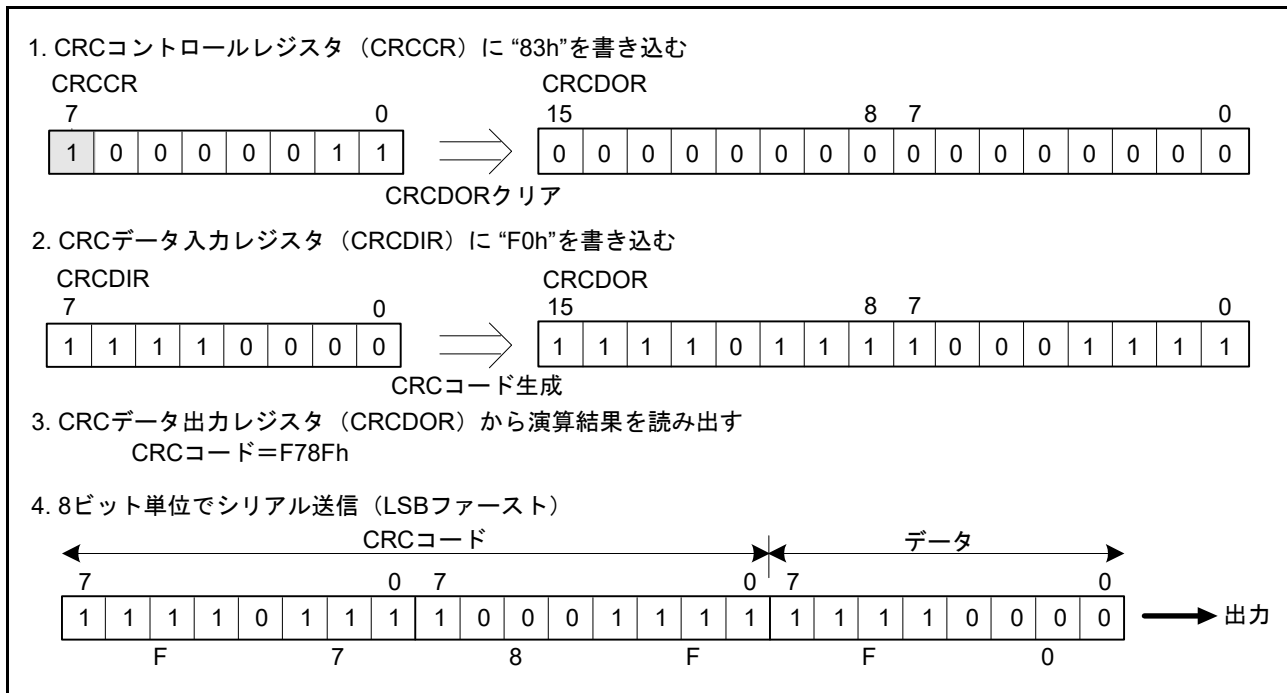 1. CRCコントロールレジスタ（CRCCR）に “83h”を書き込む
CRCCR CRCDOR
7 0 15 8 7 0
1 0 0 0 0 0 1 1 0 0 0 0 0 0 0 0 0 0 0 0 0 0 0 0
CRCDORクリア
2. CRCデータ入力レジスタ（CRCDIR）に “F0h”を書き込む
CRCDIR CRCDOR
7 0 15 8 7 0
1 1 1 1 0 0 0 0 1 1 1 1 0 1 1 1 1 0 0 0 1 1 1 1
CRCコード生成
3. CRCデータ出力レジスタ（CRCDOR）から演算結果を読み出す
CRCコード＝F78Fh
4. 8ビット単位でシリアル送信（LSBファースト）
CRCコード データ
7 0 7 0 7 0
1 1 1 1 0 1 1 1 1 0 0 0 1 1 1 1 1 1 1 1 0 0 0 0 出力
F 7 8 F F 0